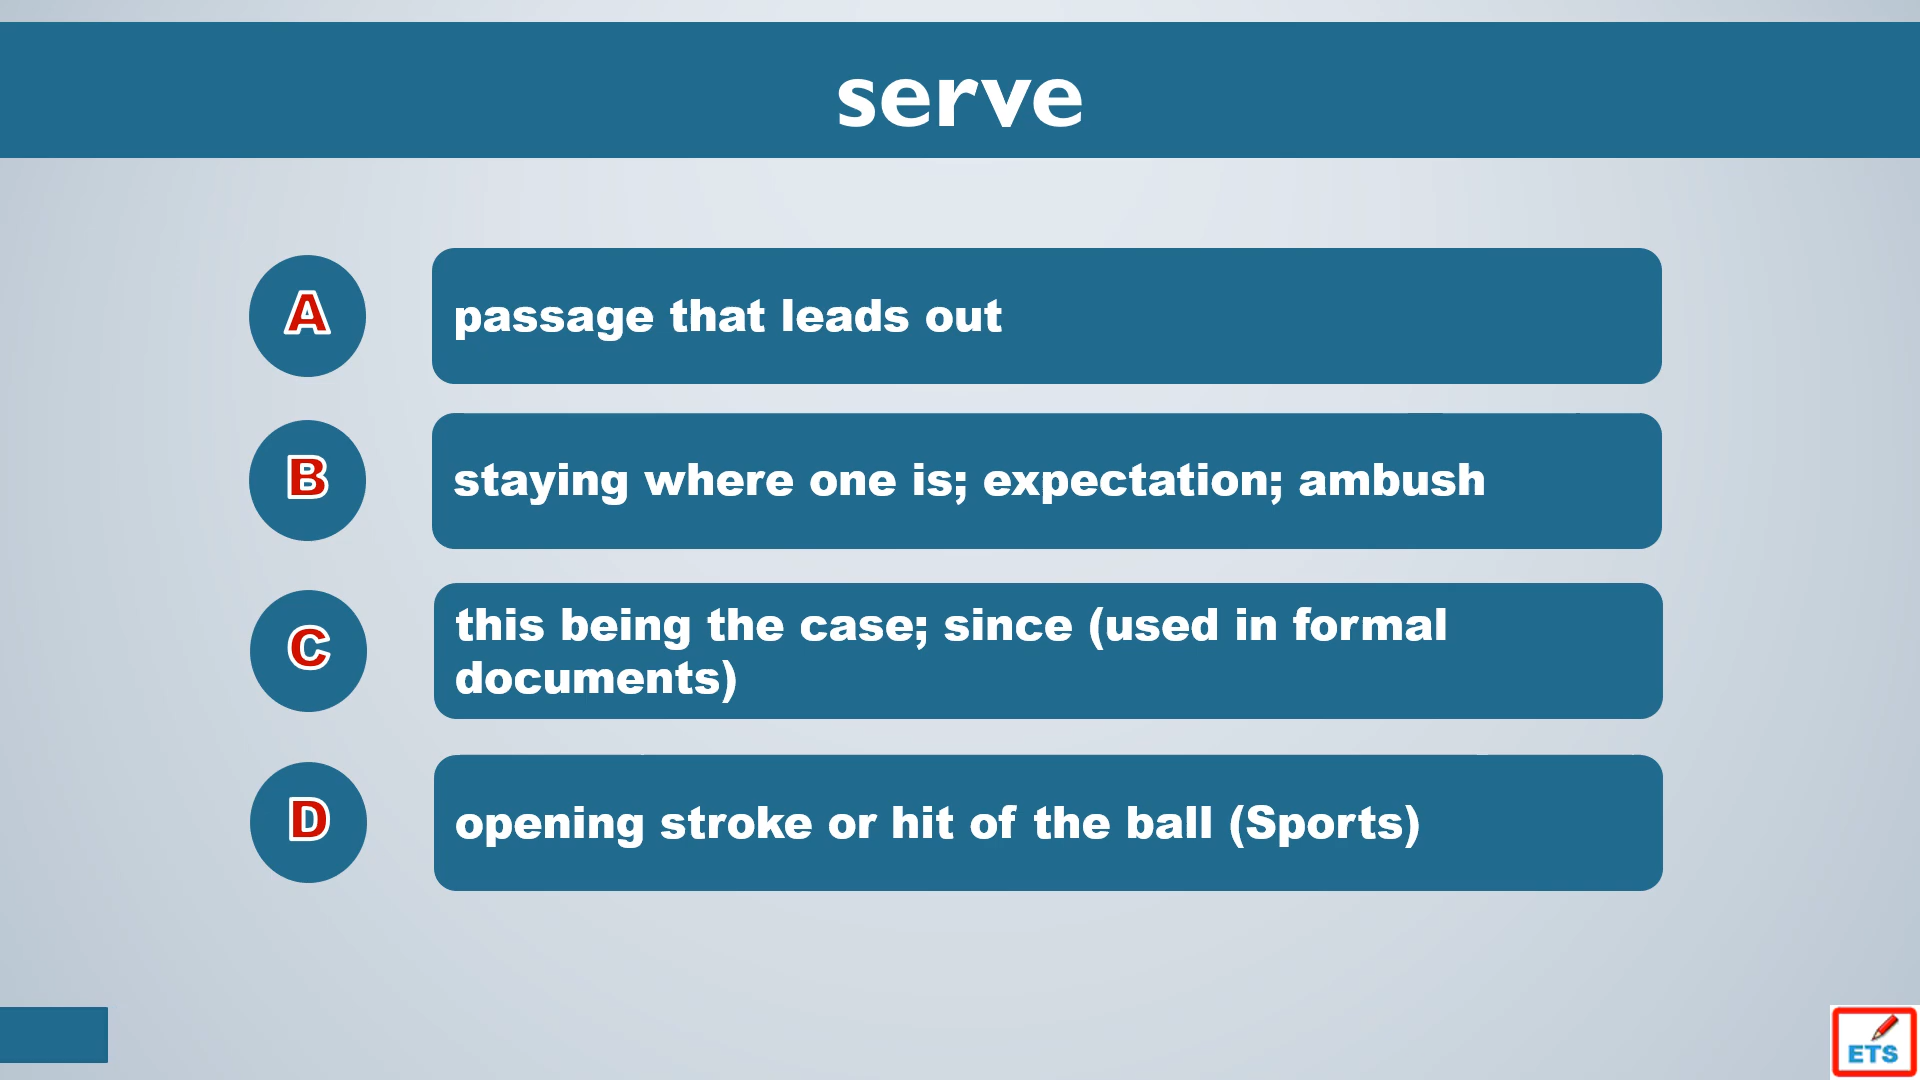 serve
A
passage that leads out
B
staying where one is; expectation; ambush
C
this being the case; since (used in formal
documents)
D
opening stroke or hit of the ball (Sports)
ETS